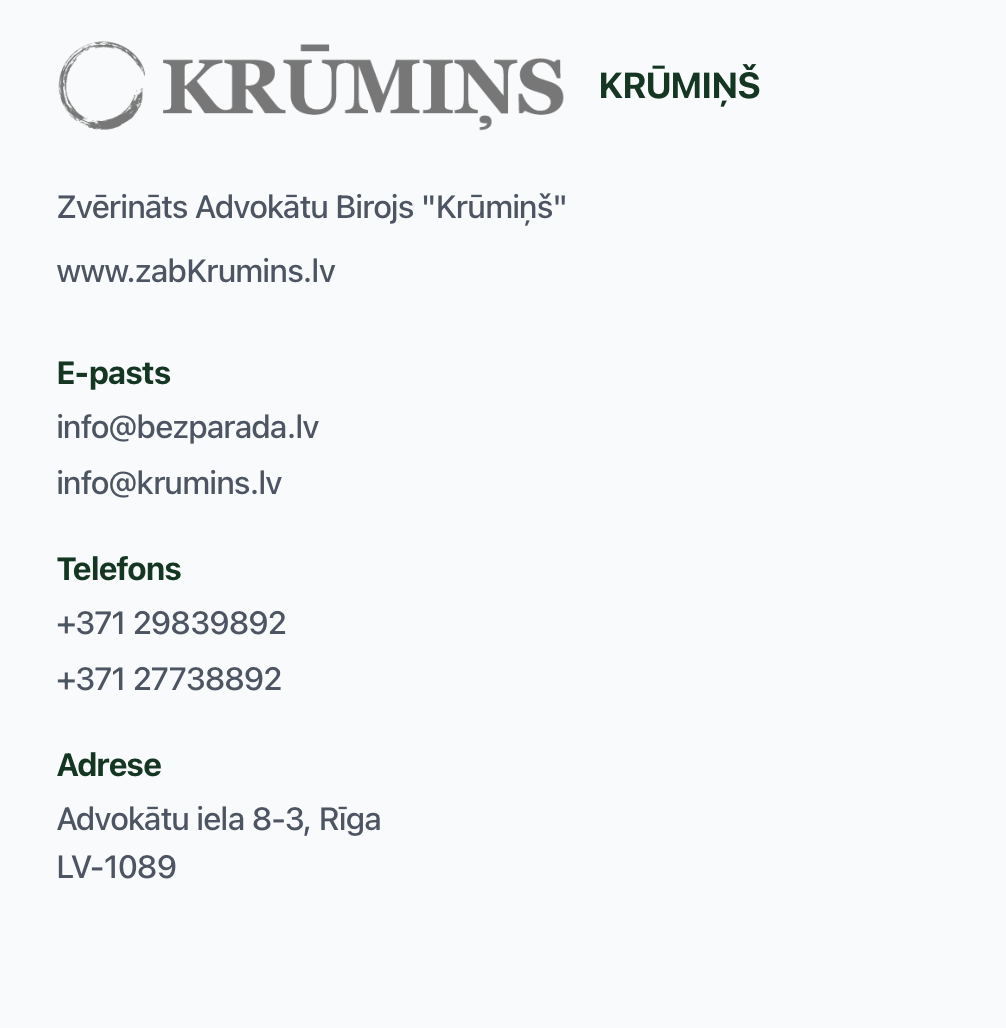 KRŪMIŅS KRŪMIŅŠ
Zvērināts Advokātu Birojs "Krūmiņš"
www.zabKrumins.lv
E-pasts
info@bezparada.lv
info@krumins.lv
Telefons
+371 29839892
+371 27738892
Adrese
Advokātu iela 8-3, Rīga
LV-1089